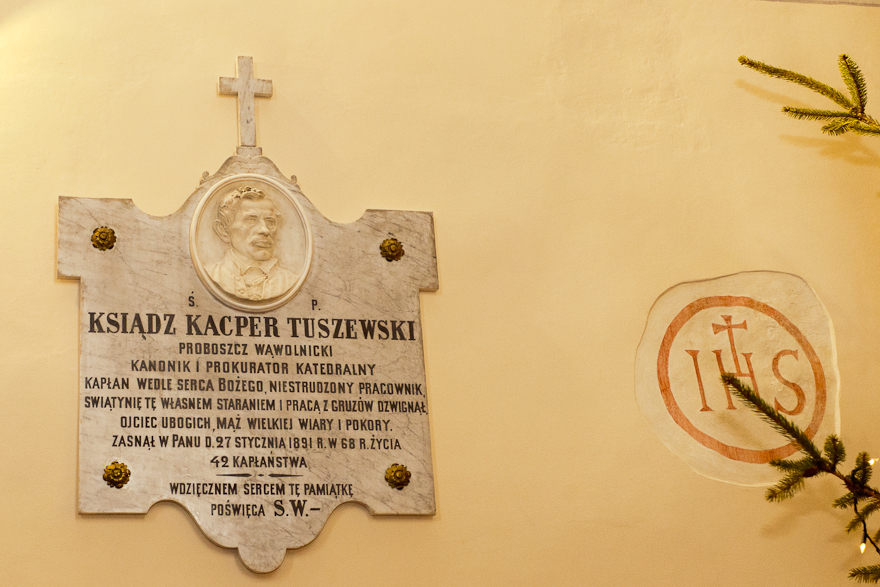 Ś. P.
KSIĄDZ KACPER TUSZEWSKI
PROBOSZCZ WĄWOLNICKI
KANONIK I PROKURATOR KATEDRALNY
KAPŁAN WEDLE SERCA BOŻEGO, NIESTRUDZONY PRACOWNIK,
ŚWIĄTYNIĘ TĘ WŁASNEM STARANIEM I PRACĄ Z GRUZÓW DZWIGNĄŁ,
OJCIEC UBOGICH, MĄŻ WIELKIEJ WIARY I POKORY.
ZASNĄŁ W PANU D. 27 STYCZNIA 1891 R. W 68 R. ŻYCIA
42 KAPŁAŃSTWA
WDZIĘCZNEM SERCEM TĘ PAMIĄTKĘ
POŚWIĘCA S.W.–
IHS